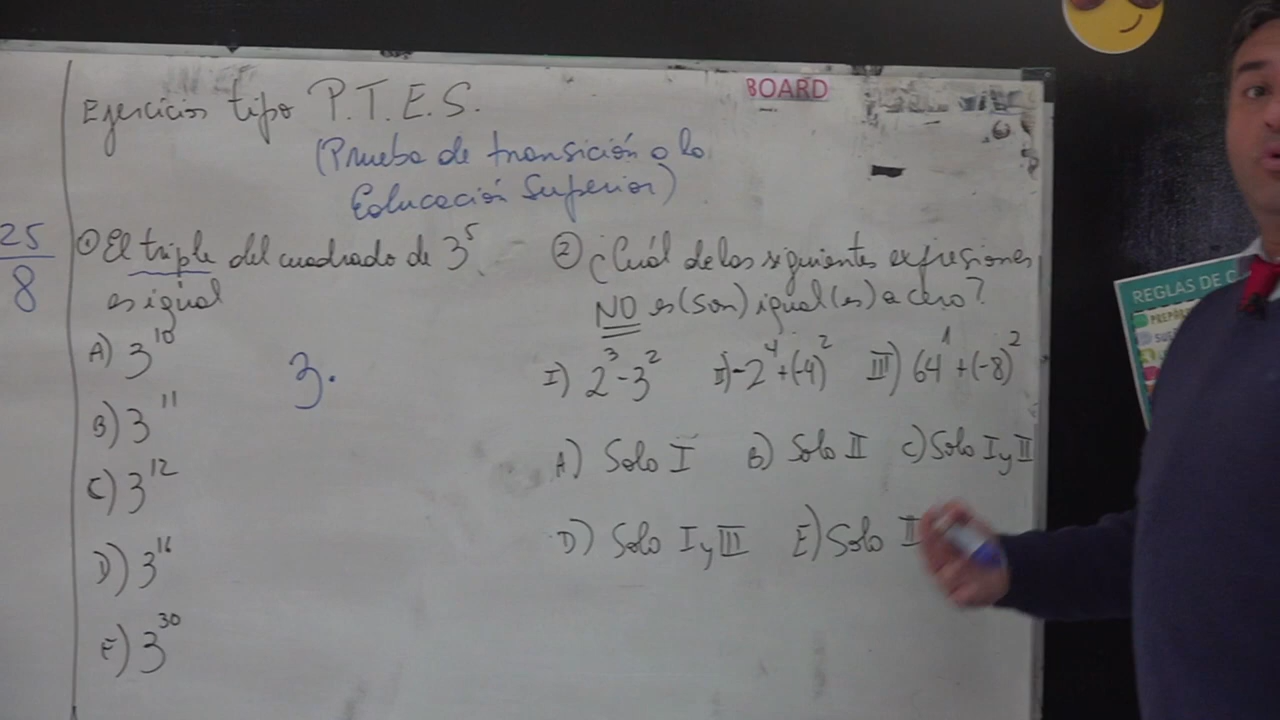 BOARD
Ejercicios tipo P.T.E.S.
(Prueba de transición a la
Educación Superior)
25
8
① El triple del cuadrado de 3⁵
es igual
A) 3¹⁰
B) 3¹¹
C) 3¹²
D) 3¹⁶
E) 3³⁰
3·
② ¿Cuál de las siguientes expresiones
NO es(son) igual(es) a cero?
I) 2³-3² II) -2⁴+(-4)² III) 64¹+(-8)²
A) Solo I B) Solo II C) Solo I y II
D) Solo I y III E) Solo
REGLAS DE